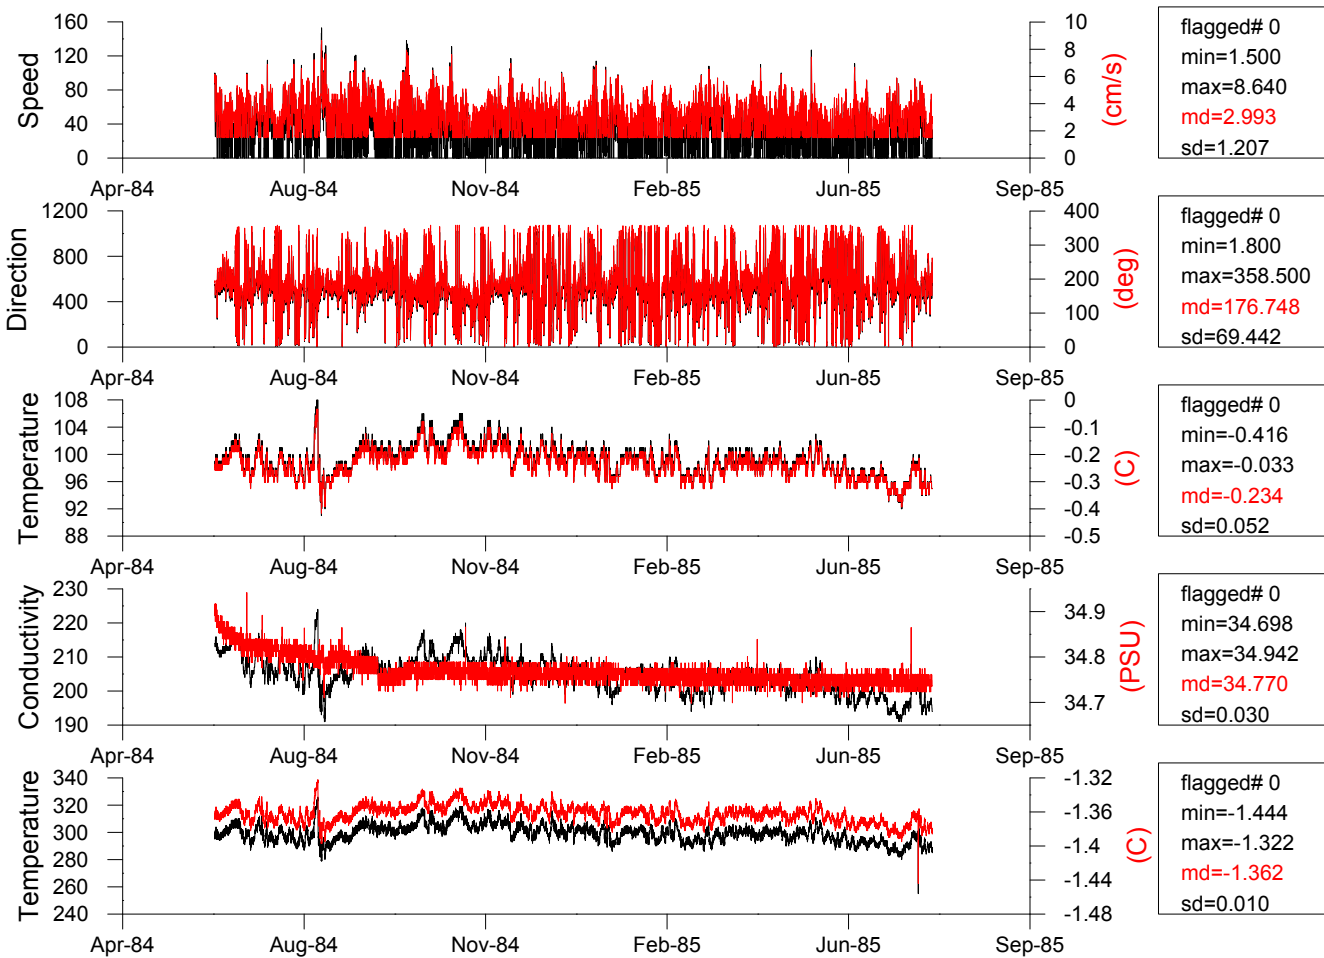 Speed
160
120
80
40
0
10
8
6
4
2
0
(cm/s)
Apr-84 Aug-84 Nov-84 Feb-85 Jun-85 Sep-85
flagged# 0
min=1.500
max=8.640
md=2.993
sd=1.207
Direction
1200
800
400
0
400
300
200
100
0
(deg)
Apr-84 Aug-84 Nov-84 Feb-85 Jun-85 Sep-85
flagged# 0
min=1.800
max=358.500
md=176.748
sd=69.442
Temperature
108
104
100
96
92
88
0
-0.1
-0.2
-0.3
-0.4
-0.5
(C)
Apr-84 Aug-84 Nov-84 Feb-85 Jun-85 Sep-85
flagged# 0
min=-0.416
max=-0.033
md=-0.234
sd=0.052
Conductivity
230
220
210
200
190
34.9
34.8
34.7
(PSU)
Apr-84 Aug-84 Nov-84 Feb-85 Jun-85 Sep-85
flagged# 0
min=34.698
max=34.942
md=34.770
sd=0.030
Temperature
340
320
300
280
260
240
-1.32
-1.36
-1.4
-1.44
-1.48
(C)
Apr-84 Aug-84 Nov-84 Feb-85 Jun-85 Sep-85
flagged# 0
min=-1.444
max=-1.322
md=-1.362
sd=0.010